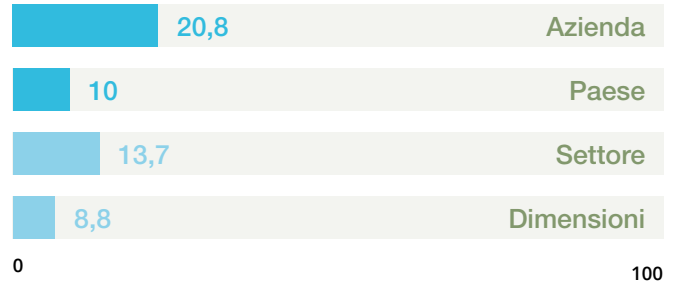 20,8 Azienda
10 Paese
13,7 Settore
8,8 Dimensioni
0 100